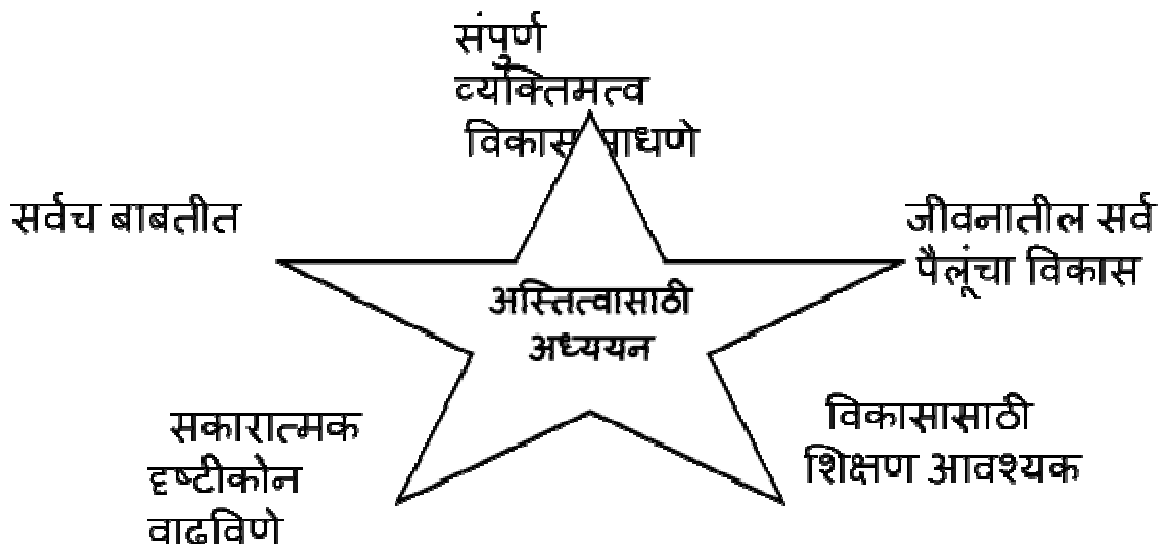 संपुर्ण
व्यक्तिमत्व
विकास साधणे
सर्वच बाबतीत
जीवनातील सर्व
पैलूंचा विकास
अस्तित्वासाठी
अध्ययन
सकारात्मक
दृष्टीकोन
वाढविणे
विकासासाठी
शिक्षण आवश्यक